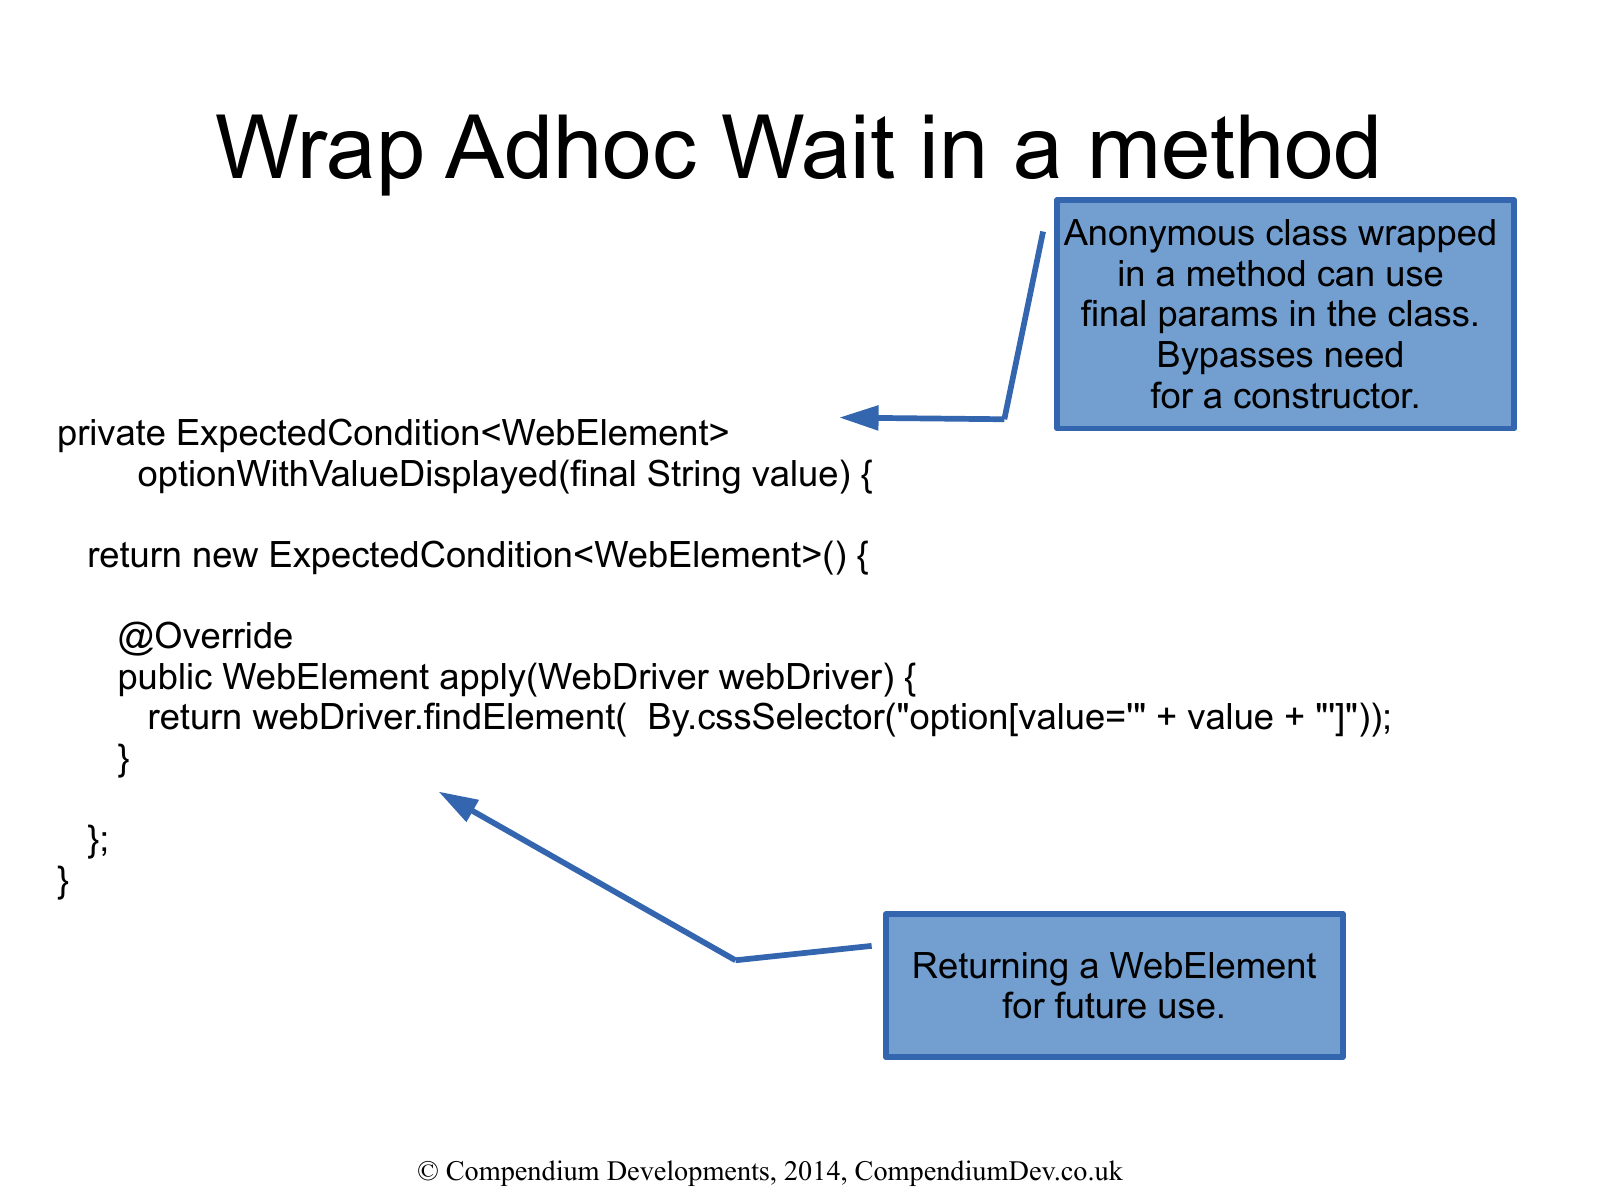 Wrap Adhoc Wait in a method
Anonymous class wrapped
in a method can use
final params in the class.
Bypasses need
for a constructor.
private ExpectedCondition<WebElement>
optionWithValueDisplayed(final String value) {
return new ExpectedCondition<WebElement>() {
@Override
public WebElement apply(WebDriver webDriver) {
return webDriver.findElement(  By.cssSelector("option[value='" + value + "']"));
}
};
}
Returning a WebElement
for future use.
© Compendium Developments, 2014, CompendiumDev.co.uk